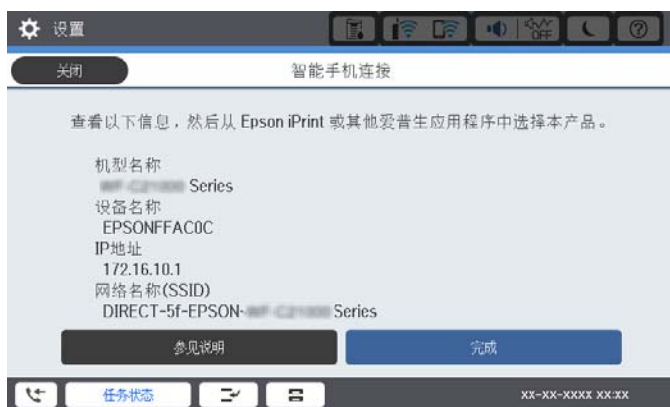 设置
OFF
关闭
智能手机连接
查看以下信息，然后从 Epson iPrint 或其他爱普生应用程序中选择本产品。
机型名称
Series
设备名称
EPSONFFAC0C
IP地址
172.16.10.1
网络名称(SSID)
DIRECT-5f-EPSON- Series
参见说明
完成
任务状态
xx-xx-xxxx xx:xx